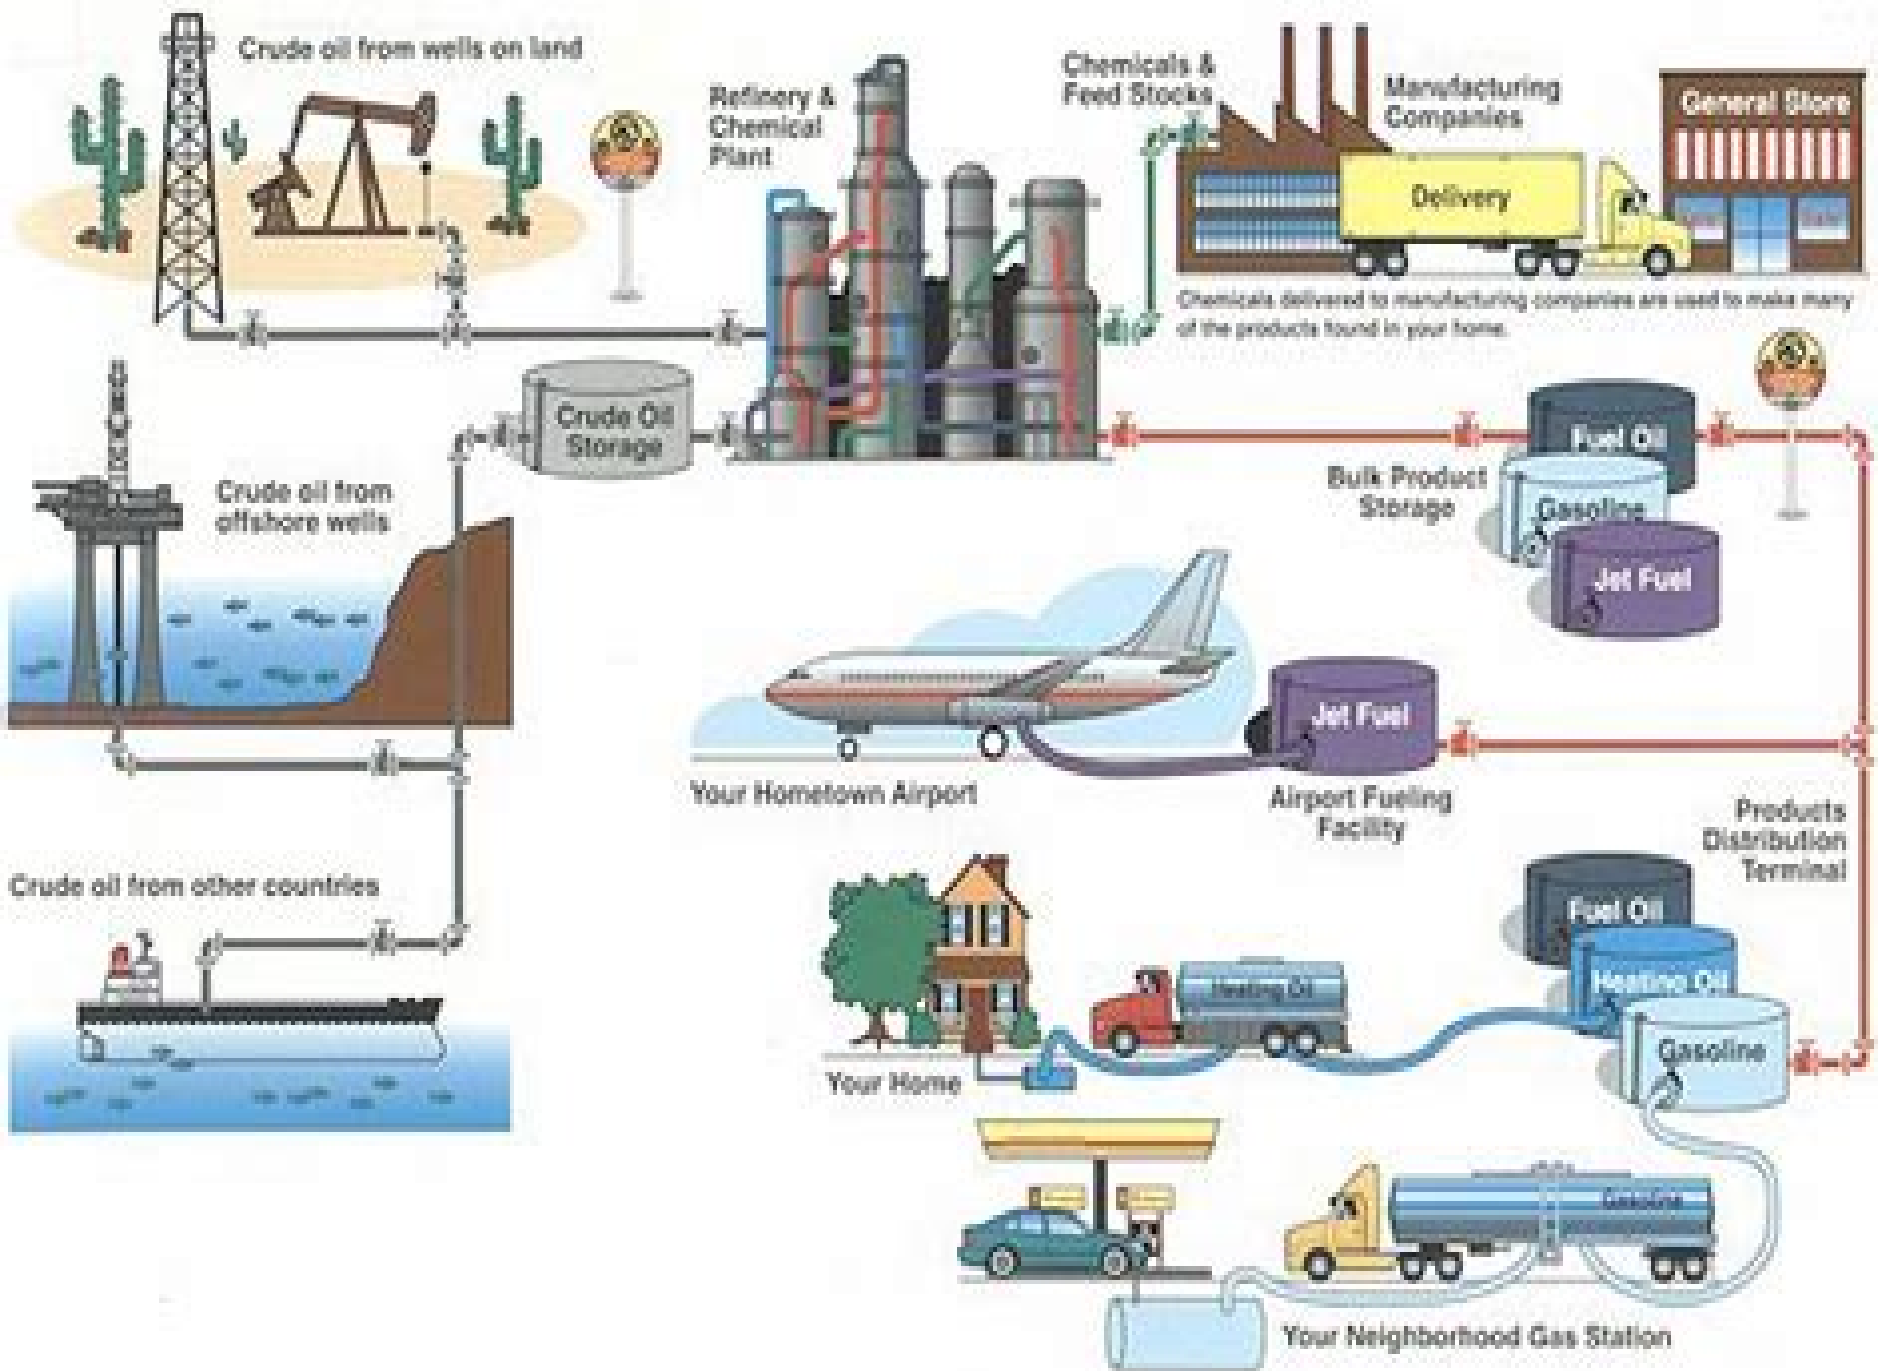 Crude oil from wells on land
Refinery &
Chemical
Plant
Chemicals &
Feed Stocks
Manufacturing
Companies
General Store
Delivery
Sale
Sale
Chemicals delivered to manufacturing companies are used to make many
of the products found in your home.
Crude Oil
Storage
Crude oil from
offshore wells
Bulk Product
Storage
Fuel Oil
Gasoline
Jet Fuel
Jet Fuel
Your Hometown Airport
Airport Fueling
Facility
Products
Distribution
Terminal
Crude oil from other countries
Fuel Oil
Heating Oil
Gasoline
Heating Oil
Your Home
Gasoline
Your Neighborhood Gas Station